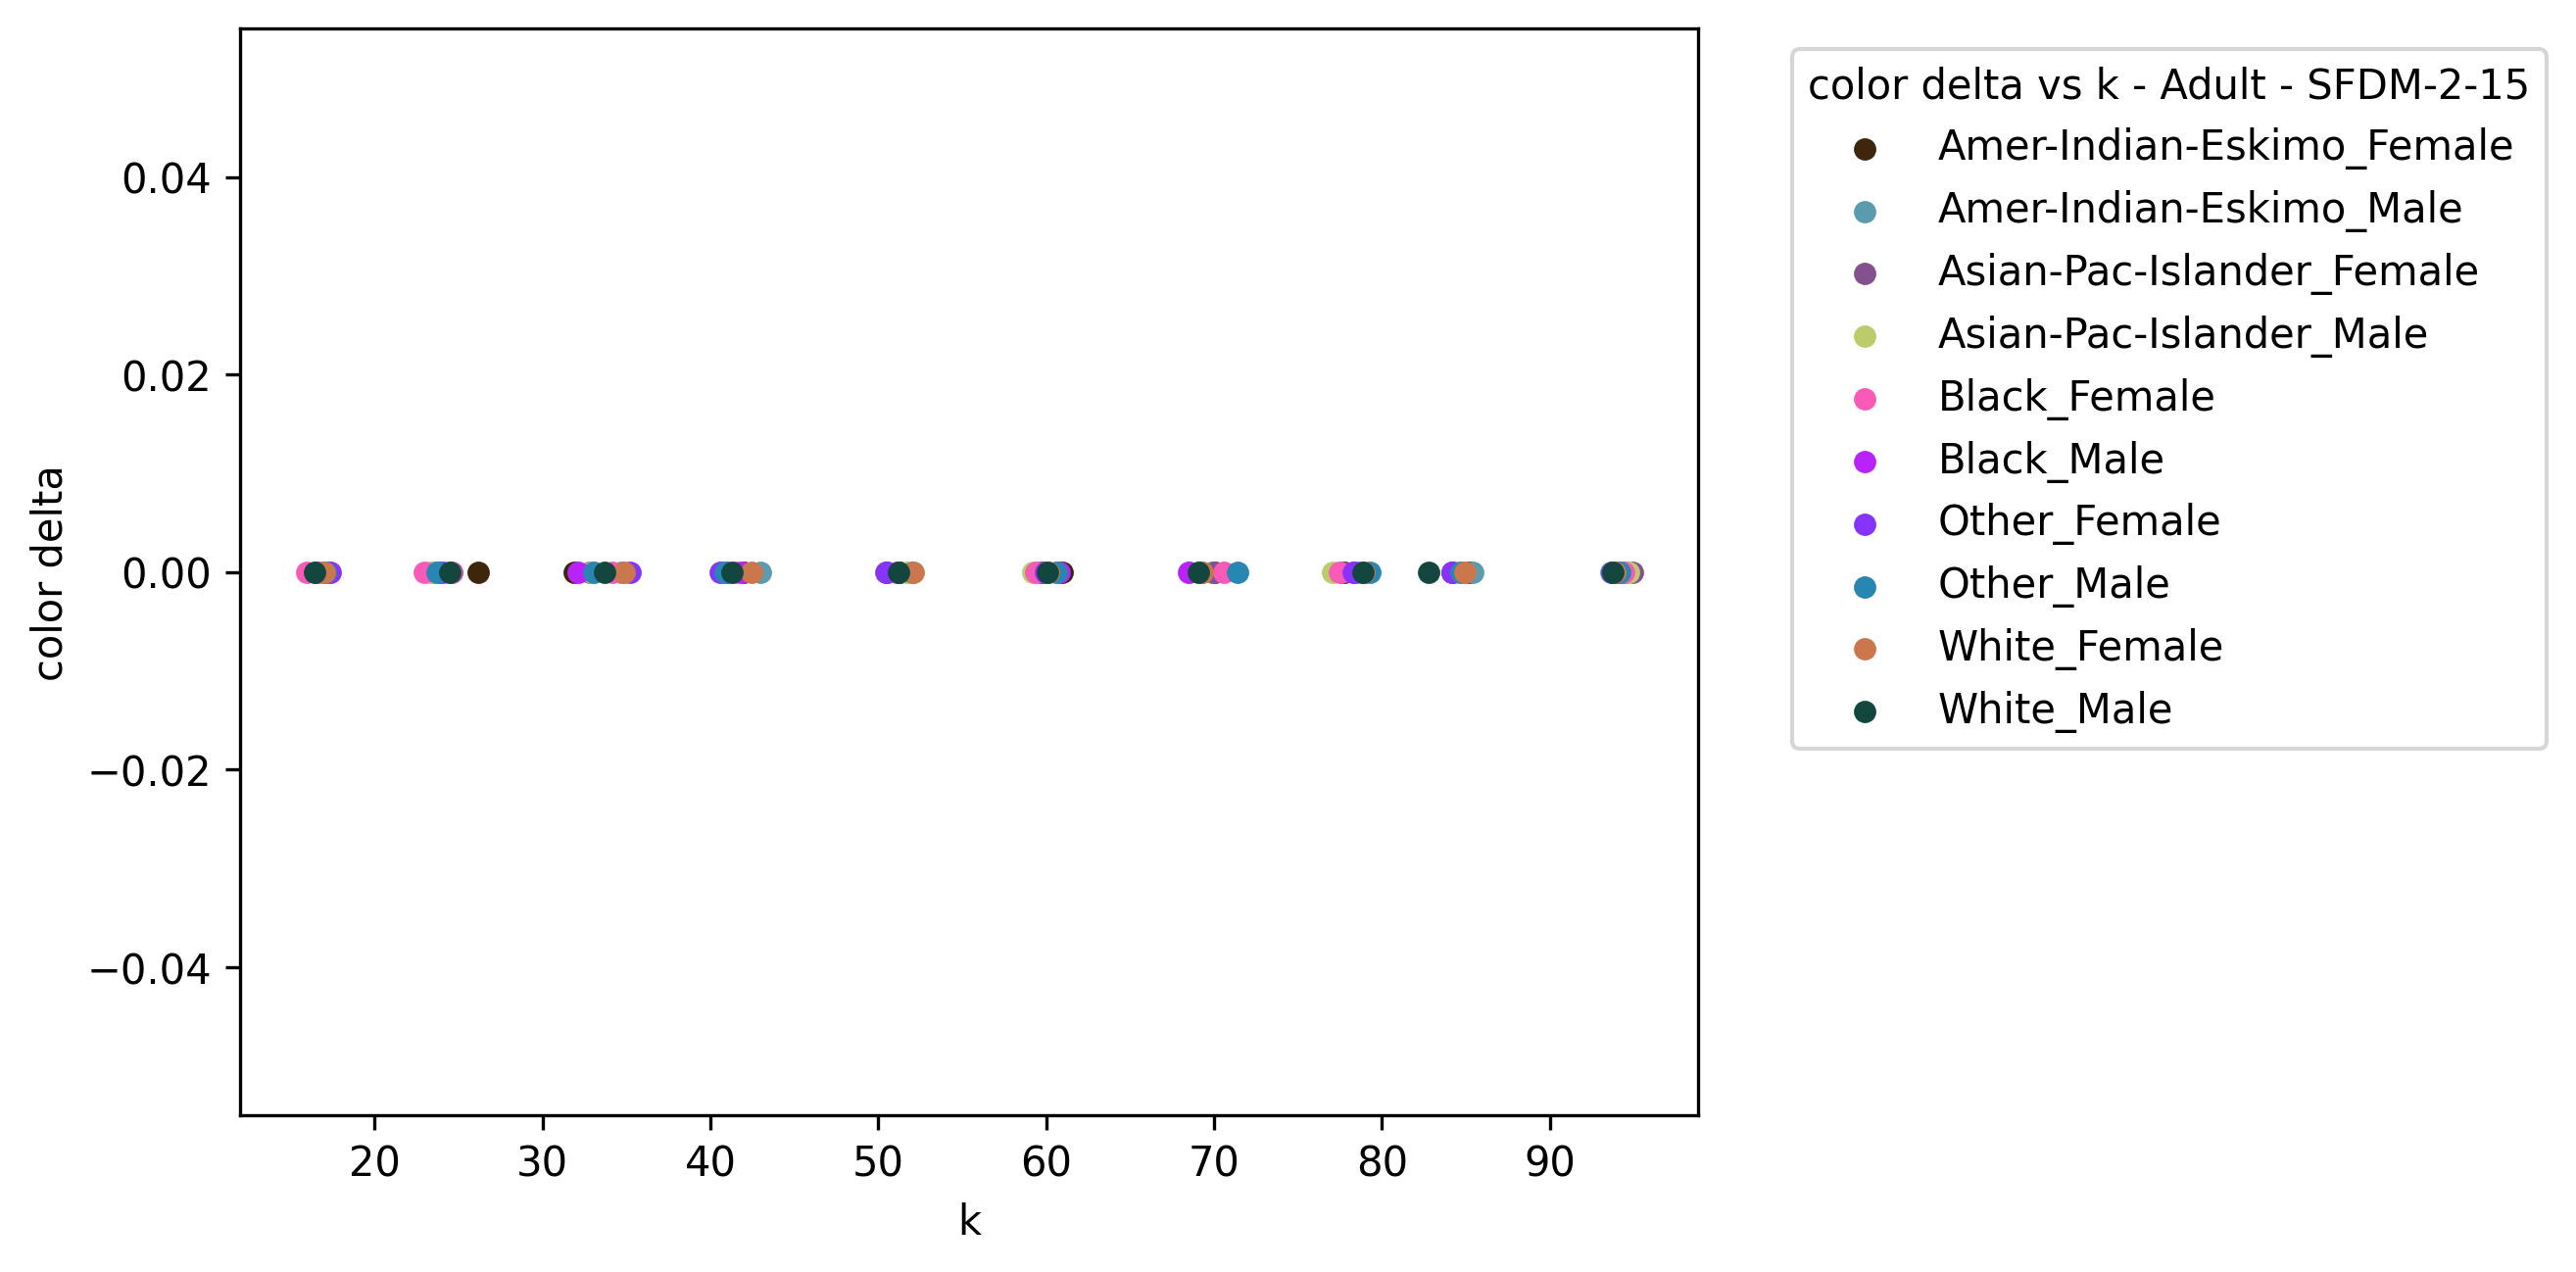 color delta vs k - Adult - SFDM-2-15
Amer-Indian-Eskimo_Female
Amer-Indian-Eskimo_Male
Asian-Pac-Islander_Female
Asian-Pac-Islander_Male
Black_Female
Black_Male
Other_Female
Other_Male
White_Female
White_Male
0.04
0.02
0.00
−0.02
−0.04
color delta
20 30 40 50 60 70 80 90
k